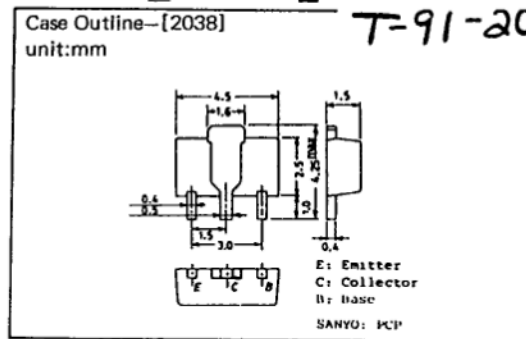 Case Outline—[2038]
T-91-20
unit:mm
4.5
1.6
1.5
2.5
4.25max
1.0
0.4
0.5
1.5
3.0
0.4
E C B
E: Emitter
C: Collector
B: Base
SANYO: PCP